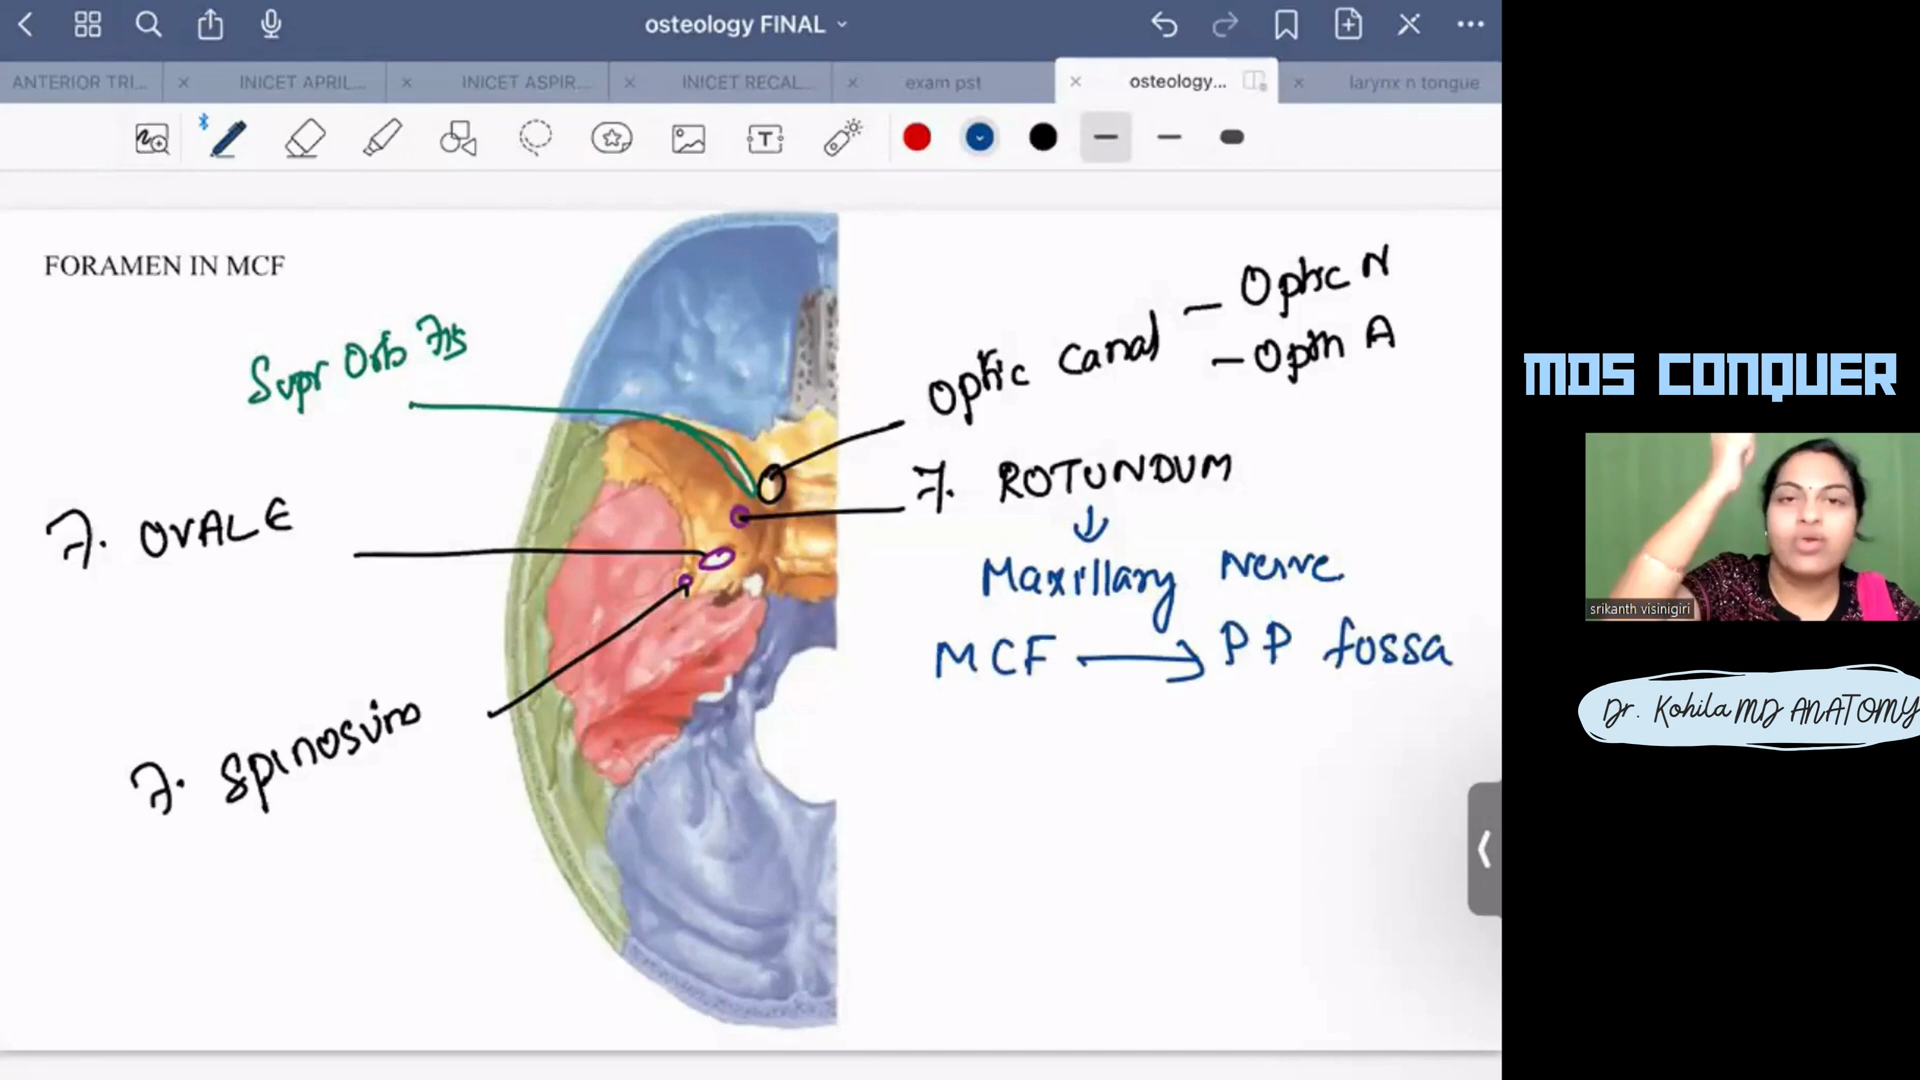 osteology FINAL
ANTERIOR TRI...
INICET APRIL...
INICET ASPIR...
INICET RECAL...
exam pst
osteology...
larynx n tongue
FORAMEN IN MCF
Supr Orb Fis
F. OVALE
F. SPINOSUM
Optic Canal - Optic N
- Opth A
F. ROTUNDUM
Maxillary Nerve
MCF → PP fossa
MDS CONQUER
srikanth visinigiri
Dr. Kohila MD ANATOMY